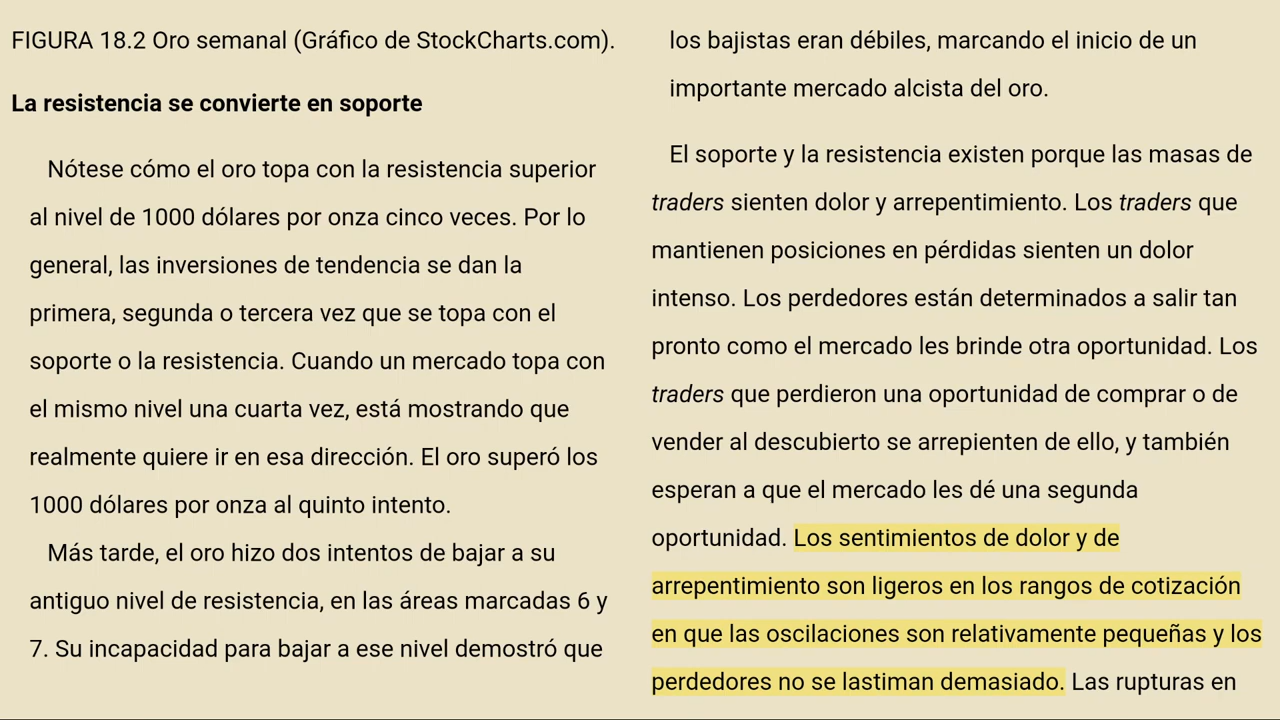 FIGURA 18.2 Oro semanal (Gráfico de StockCharts.com).
La resistencia se convierte en soporte
Nótese cómo el oro topa con la resistencia superior
al nivel de 1000 dólares por onza cinco veces. Por lo
general, las inversiones de tendencia se dan la
primera, segunda o tercera vez que se topa con el
soporte o la resistencia. Cuando un mercado topa con
el mismo nivel una cuarta vez, está mostrando que
realmente quiere ir en esa dirección. El oro superó los
1000 dólares por onza al quinto intento.
Más tarde, el oro hizo dos intentos de bajar a su
antiguo nivel de resistencia, en las áreas marcadas 6 y
7. Su incapacidad para bajar a ese nivel demostró que
los bajistas eran débiles, marcando el inicio de un
importante mercado alcista del oro.
El soporte y la resistencia existen porque las masas de
traders sienten dolor y arrepentimiento. Los traders que
mantienen posiciones en pérdidas sienten un dolor
intenso. Los perdedores están determinados a salir tan
pronto como el mercado les brinde otra oportunidad. Los
traders que perdieron una oportunidad de comprar o de
vender al descubierto se arrepienten de ello, y también
esperan a que el mercado les dé una segunda
oportunidad. Los sentimientos de dolor y de
arrepentimiento son ligeros en los rangos de cotización
en que las oscilaciones son relativamente pequeñas y los
perdedores no se lastiman demasiado. Las rupturas en